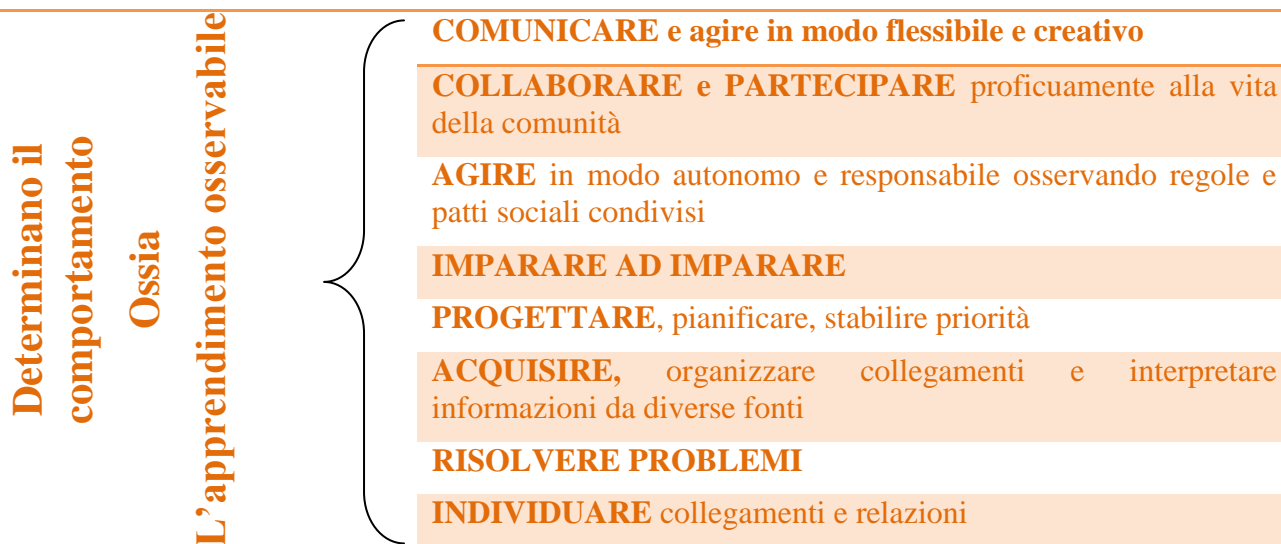 Determinano il
comportamento
Ossia
L’apprendimento osservabile
COMUNICARE e agire in modo flessibile e creativo
COLLABORARE e PARTECIPARE proficuamente alla vita
della comunità
AGIRE in modo autonomo e responsabile osservando regole e
patti sociali condivisi
IMPARARE AD IMPARARE
PROGETTARE, pianificare, stabilire priorità
ACQUISIRE, organizzare collegamenti e interpretare
informazioni da diverse fonti
RISOLVERE PROBLEMI
INDIVIDUARE collegamenti e relazioni